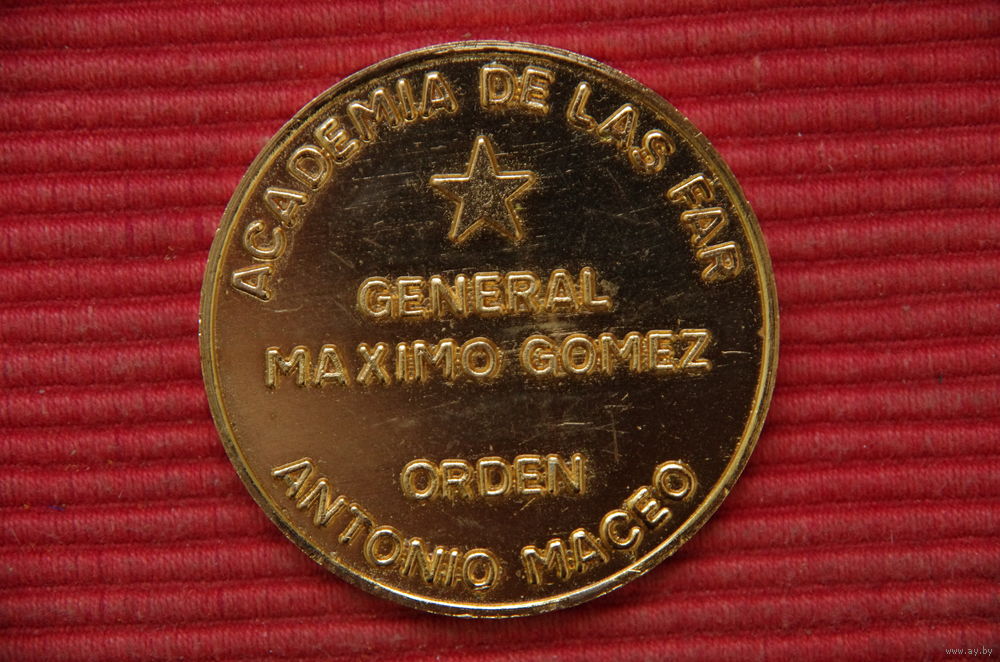 ACADEMIA DE LAS FAR
GENERAL
MAXIMO GOMEZ
ORDEN
ANTONIO MACEO
www.ay.by